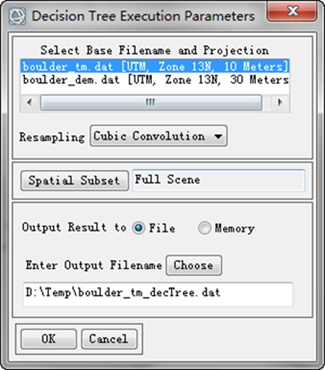 Decision Tree Execution Parameters
Select Base Filename and Projection
boulder_tm.dat [UTM, Zone 13N, 10 Meters]
boulder_dem.dat [UTM, Zone 13N, 30 Meters
Resampling Cubic Convolution
Spatial Subset Full Scene
Output Result to File Memory
Enter Output Filename Choose
D:\Temp\boulder_tm_decTree.dat
OK Cancel